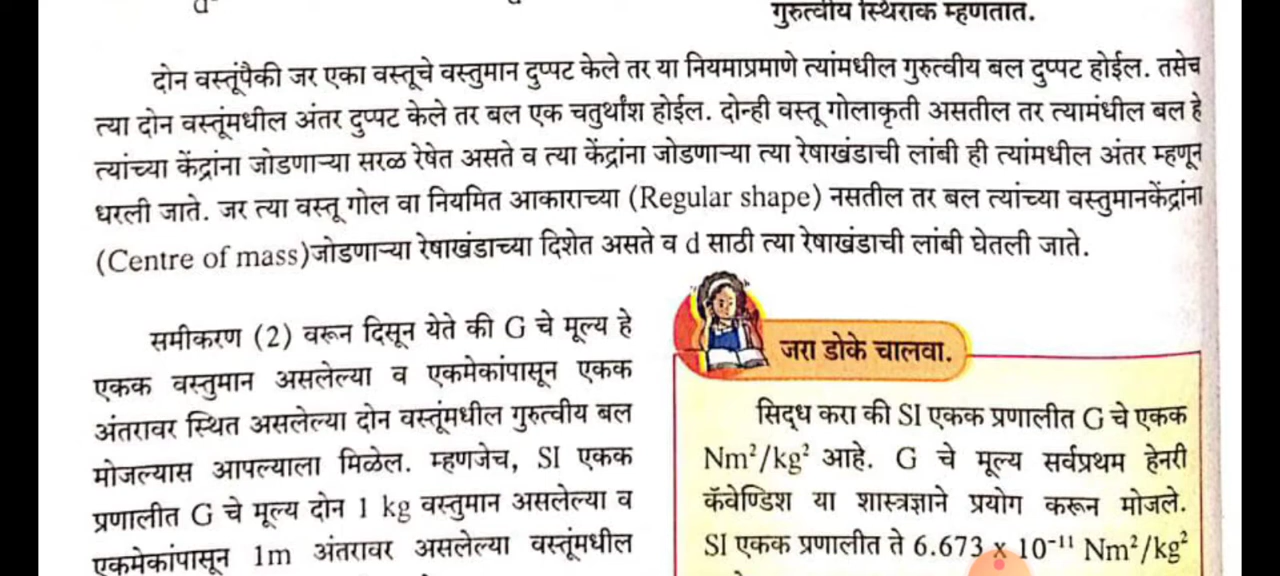 d
गुरुत्वीय स्थिरांक म्हणतात.
दोन वस्तूंपैकी जर एका वस्तूचे वस्तुमान दुप्पट केले तर या नियमाप्रमाणे त्यांमधील गुरुत्वीय बल दुप्पट होईल. तसेच
त्या दोन वस्तूंमधील अंतर दुप्पट केले तर बल एक चतुर्थांश होईल. दोन्ही वस्तू गोलाकृती असतील तर त्यामंधील बल हे
त्यांच्या केंद्रांना जोडणाऱ्या सरळ रेषेत असते व त्या केंद्रांना जोडणाऱ्या त्या रेषाखंडाची लांबी ही त्यांमधील अंतर म्हणून
धरली जाते. जर त्या वस्तू गोल वा नियमित आकाराच्या (Regular shape) नसतील तर बल त्यांच्या वस्तुमानकेंद्रांना
(Centre of mass)जोडणाऱ्या रेषाखंडाच्या दिशेत असते व d साठी त्या रेषाखंडाची लांबी घेतली जाते.
समीकरण (2) वरून दिसून येते की G चे मूल्य हे
एकक वस्तुमान असलेल्या व एकमेकांपासून एकक
अंतरावर स्थित असलेल्या दोन वस्तूंमधील गुरुत्वीय बल
मोजल्यास आपल्याला मिळेल. म्हणजेच, SI एकक
प्रणालीत G चे मूल्य दोन 1 kg वस्तुमान असलेल्या व
एकमेकांपासून 1m अंतरावर असलेल्या वस्तूंमधील
जरा डोके चालवा.
सिद्ध करा की SI एकक प्रणालीत G चे एकक
Nm²/kg² आहे. G चे मूल्य सर्वप्रथम हेनरी
कॅवेण्डिश या शास्त्रज्ञाने प्रयोग करून मोजले.
SI एकक प्रणालीत ते 6.673 x 10⁻¹¹ Nm²/kg²